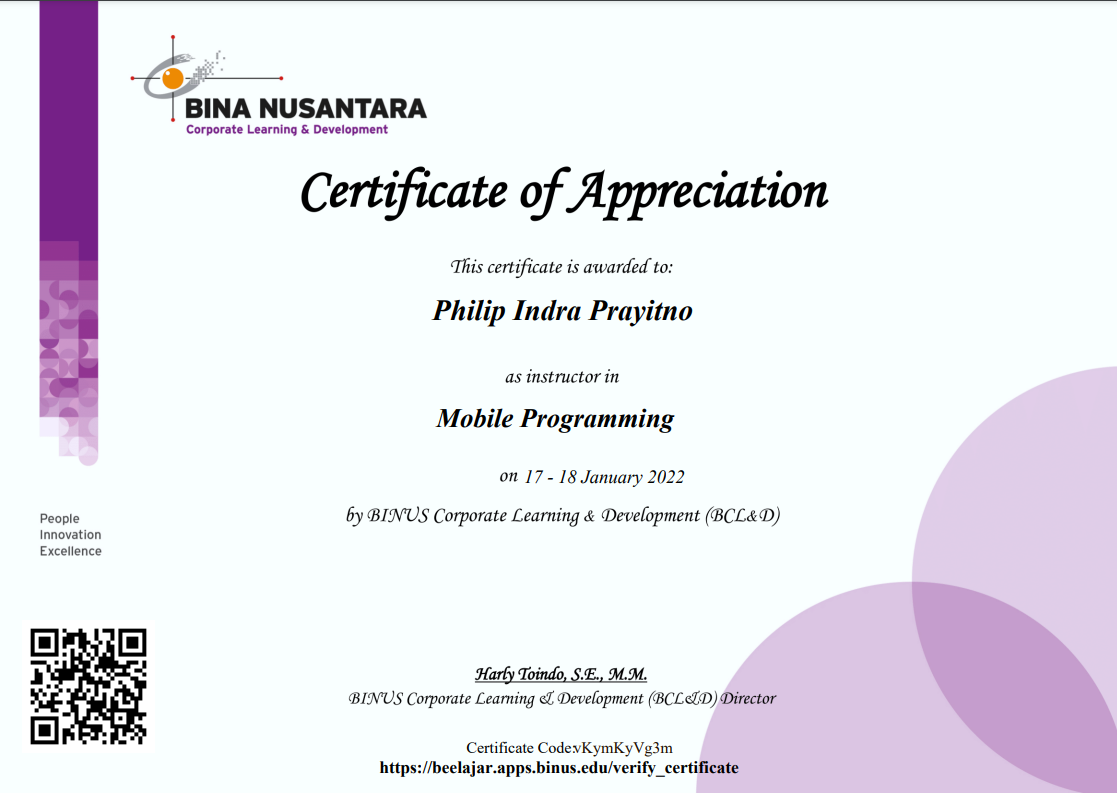 BINA NUSANTARA
Corporate Learning & Development
Certificate of Appreciation
This certificate is awarded to:
Philip Indra Prayitno
as instructor in
Mobile Programming
on 17 - 18 January 2022
by BINUS Corporate Learning & Development (BCL&D)
People
Innovation
Excellence
Harly Toindo, S.E., M.M.
BINUS Corporate Learning & Development (BCL&D) Director
Certificate Code:vKymKyVg3m
https://beelajar.apps.binus.edu/verify_certificate